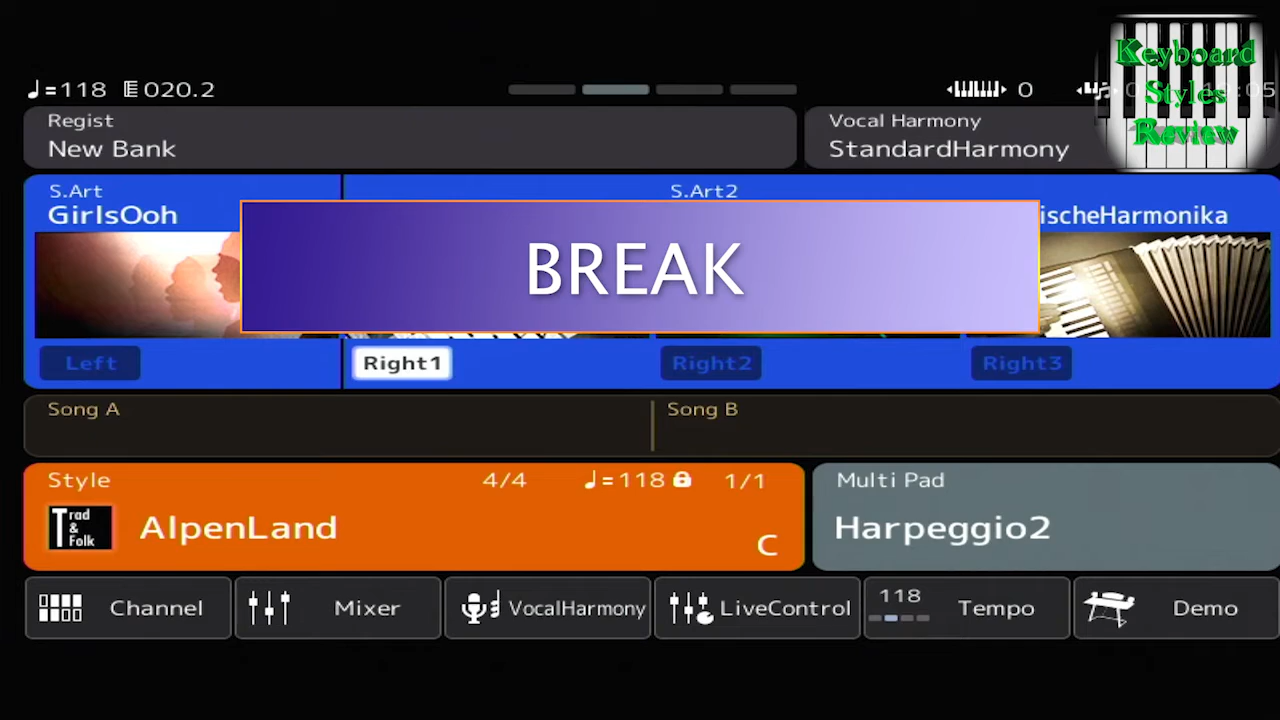 Keyboard
Styles
Review
=118 020.2
0
Regist
New Bank
Vocal Harmony
StandardHarmony
S.Art
GirlsOoh
S.Art2
ischeHarmonika
BREAK
Left
Right1
Right2
Right3
Song A
Song B
Style
4/4
=118
1/1
Trad
&
Folk
AlpenLand
C
Multi Pad
Harpeggio2
Channel
Mixer
VocalHarmony
LiveControl
118
Tempo
Demo